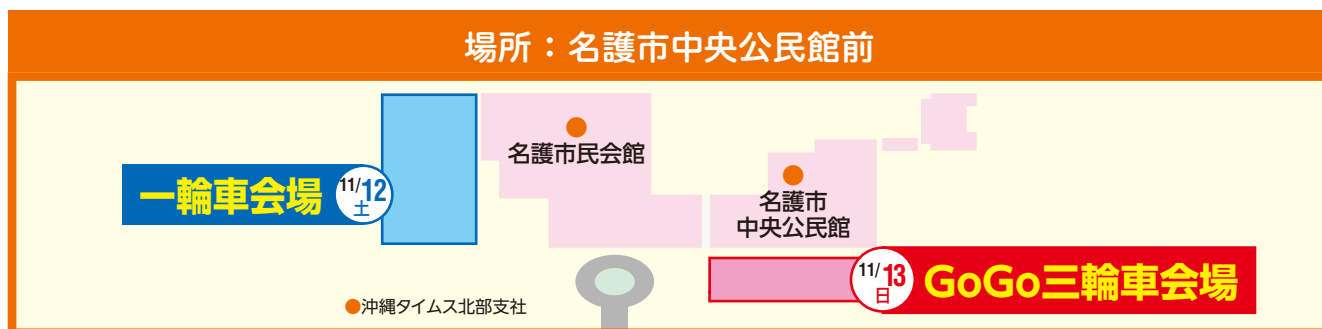 場所：名護市中央公民館前
名護市民会館
一輪車会場
11/12
土
名護市
中央公民館
11/13
日
GoGo三輪車会場
沖縄タイムス北部支社